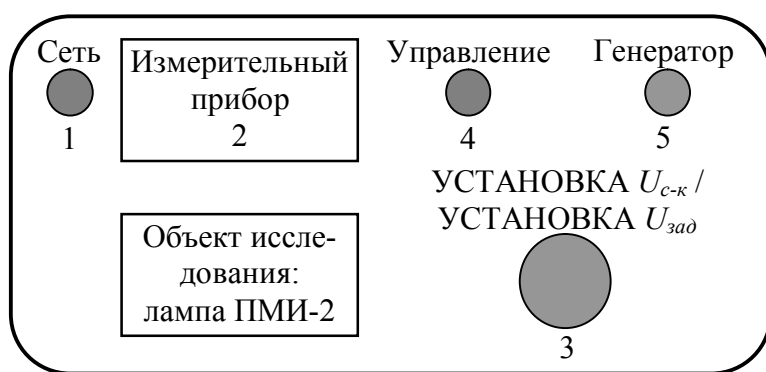 Сеть
Измерительный
прибор
2
Управление
Генератор
1
4
5
УСТАНОВКА Uс-к /
УСТАНОВКА Uзад
Объект иссле-
дования:
лампа ПМИ-2
3